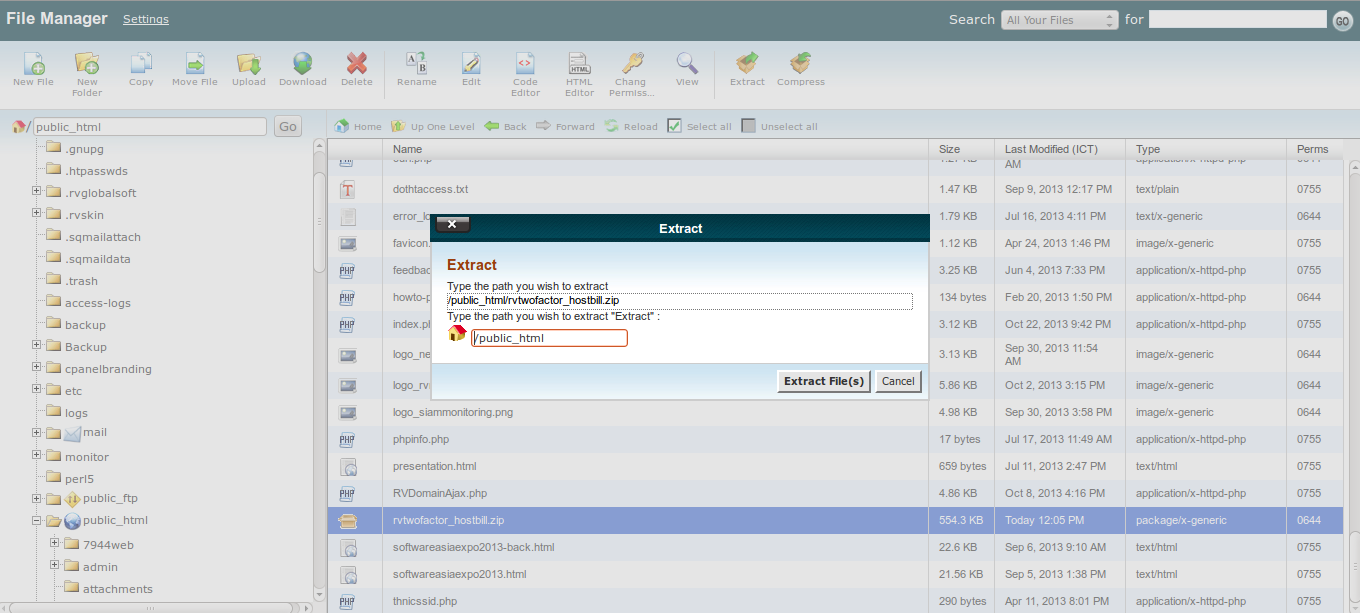 File Manager Settings Search All Your Files for GO
New File New Folder Copy Move File Upload Download Delete Rename Edit Code Editor HTML Editor Chang Permiss... View Extract Compress
/ public_html Go Home Up One Level Back Forward Reload Select all Unselect all
Name Size Last Modified (ICT) Type Perms
.gnupg
.htpasswds
.rvglobalsoft
.rvskin
.sqmailattach
.sqmaildata
.trash
access-logs
backup
Backup
cpanelbranding
etc
logs
mail
monitor
perl5
public_ftp
public_html
7944web
admin
attachments
AM
dothtaccess.txt 1.47 KB Sep 9, 2013 12:17 PM text/plain 0755
error_lo 1.79 KB Jul 16, 2013 4:11 PM text/x-generic 0644
favicon. 1.12 KB Apr 24, 2013 1:46 PM image/x-generic 0755
feedbac 3.25 KB Jun 4, 2013 7:33 PM application/x-httpd-php 0755
howto-p 134 bytes Feb 20, 2013 1:50 PM application/x-httpd-php 0755
index.pl 3.12 KB Oct 22, 2013 9:42 PM application/x-httpd-php 0644
logo_ne 3.13 KB Sep 30, 2013 11:54 AM image/x-generic 0644
logo_rvi 5.86 KB Oct 2, 2013 3:15 PM image/x-generic 0644
logo_siammonitoring.png 4.98 KB Sep 30, 2013 3:58 PM image/x-generic 0644
phpinfo.php 17 bytes Jul 17, 2013 11:49 AM application/x-httpd-php 0755
presentation.html 659 bytes Jul 11, 2013 2:47 PM text/html 0755
RVDomainAjax.php 4.86 KB Oct 8, 2013 4:16 PM application/x-httpd-php 0755
rvtwofactor_hostbill.zip 554.3 KB Today 12:05 PM package/x-generic 0644
softwareasiaexpo2013-back.html 22.6 KB Sep 6, 2013 9:10 AM text/html 0755
softwareasiaexpo2013.html 21.56 KB Sep 5, 2013 1:38 PM text/html 0755
thnicssid.php 290 bytes Apr 11, 2013 8:01 PM application/x-httpd-php 0755
Extract
Extract
Type the path you wish to extract
/public_html/rvtwofactor_hostbill.zip
Type the path you wish to extract "Extract" :
/public_html
Extract File(s) Cancel